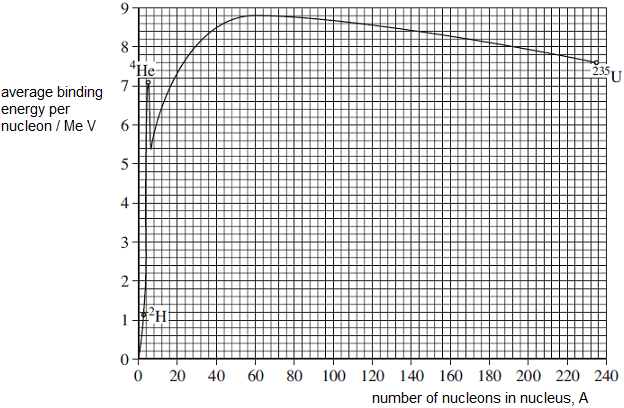 9
8
⁴He
²³⁵U
average binding
7
energy per
nucleon / Me V
6
5
4
3
2
²H
1
0
0 20 40 60 80 100 120 140 160 180 200 220 240
number of nucleons in nucleus, A